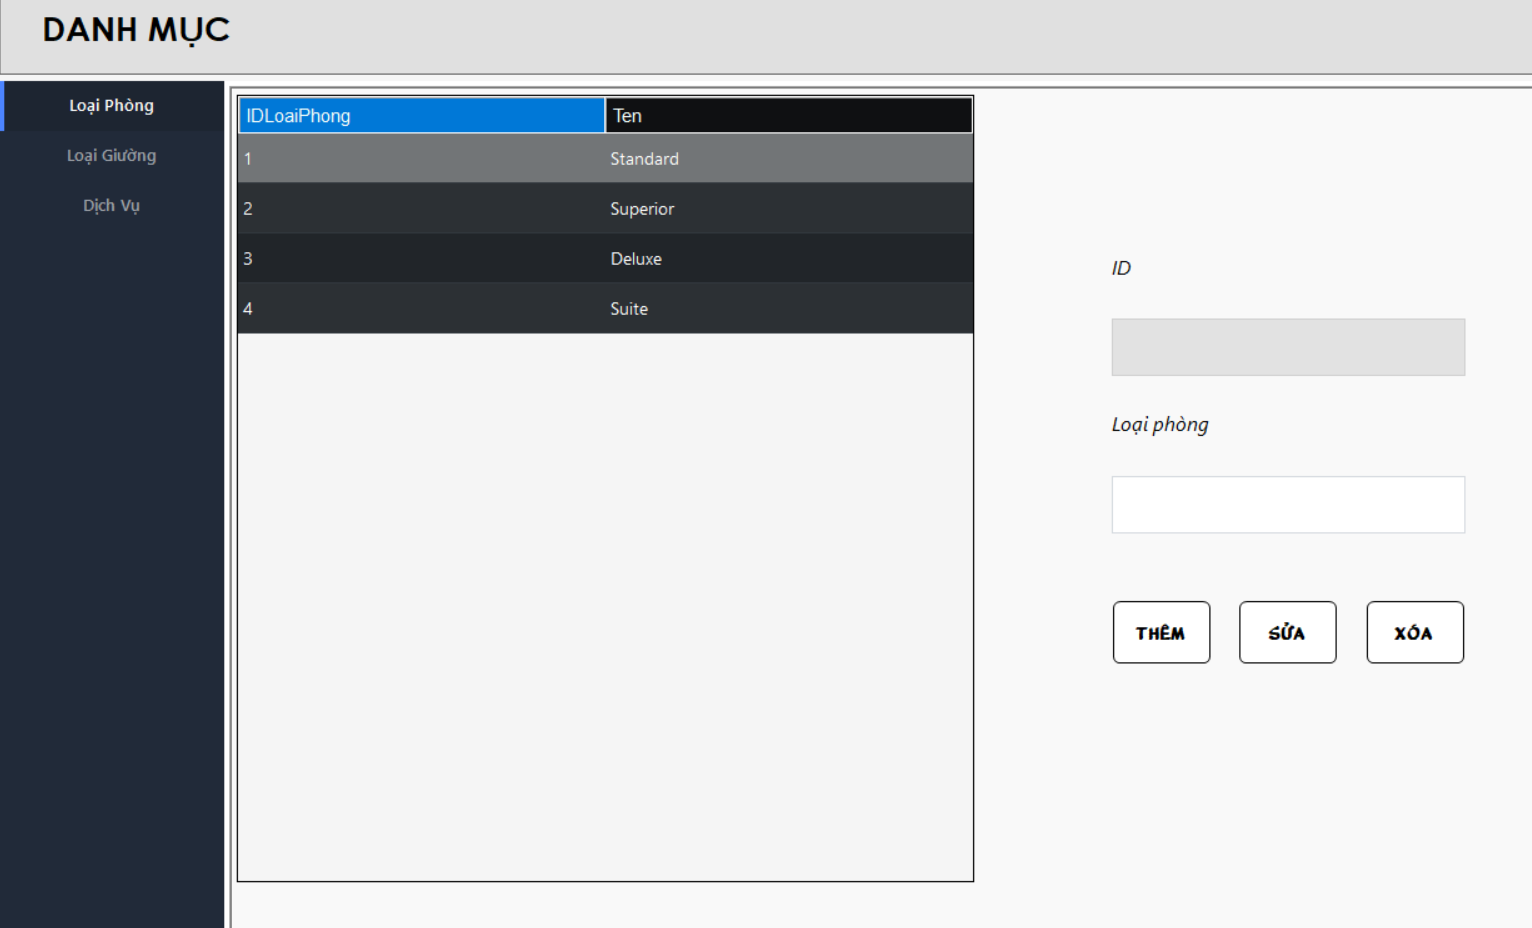 DANH MỤC
Loại Phòng
Loại Giường
Dịch Vụ
IDLoaiPhong Ten
1 Standard
2 Superior
3 Deluxe
4 Suite
ID
Loại phòng
THÊM SỬA XÓA